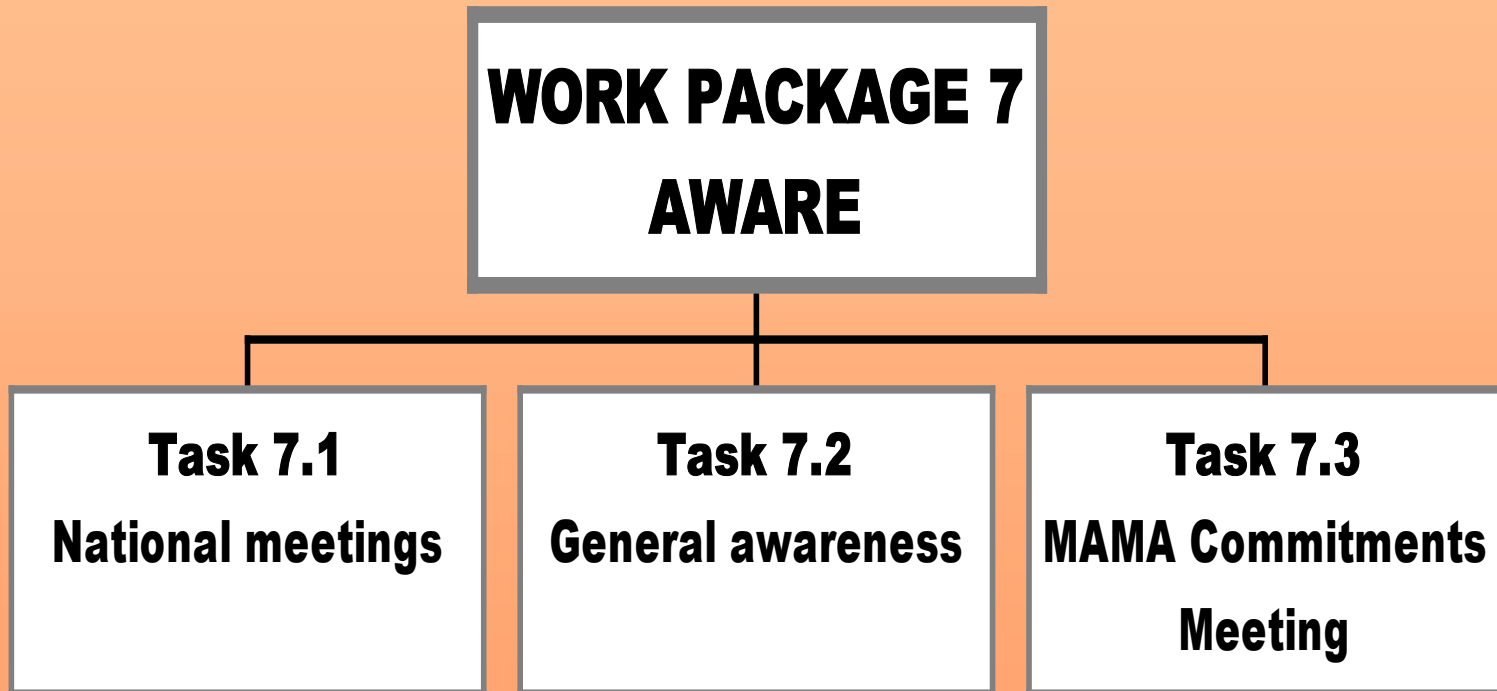 WORK PACKAGE 7
AWARE
Task 7.1
National meetings
Task 7.2
General awareness
Task 7.3
MAMA Commitments
Meeting